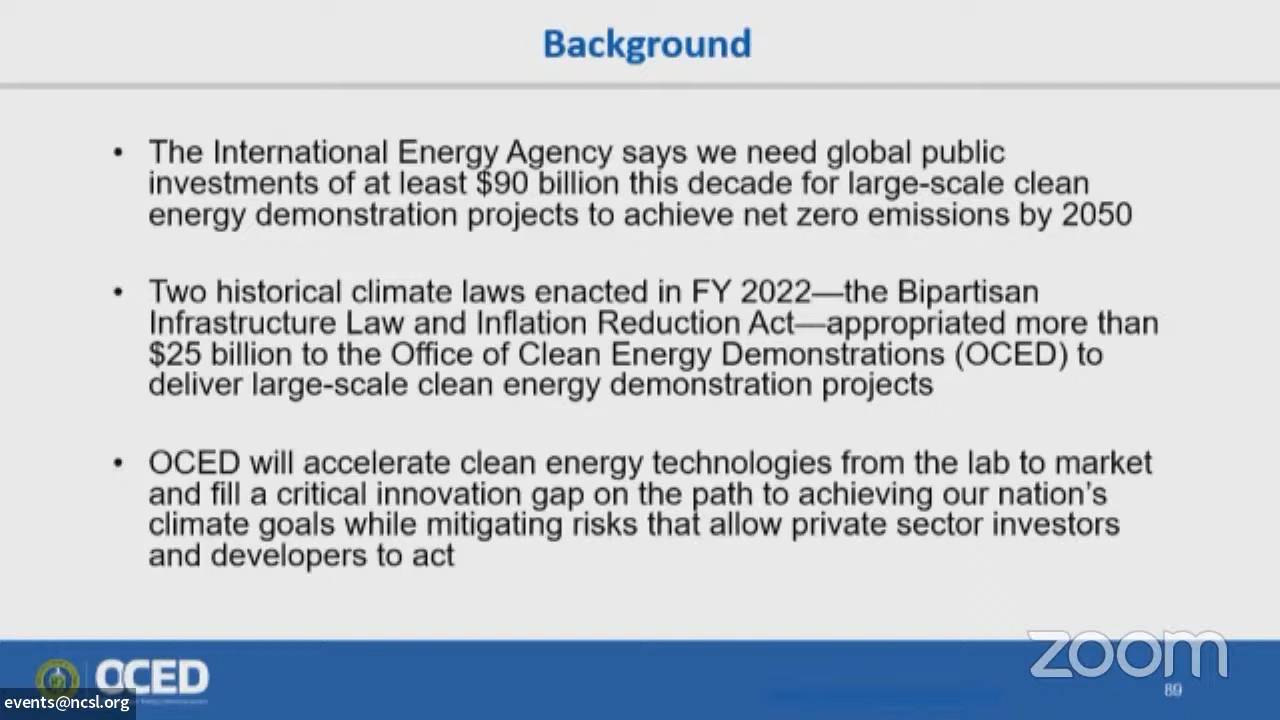 Background
• The International Energy Agency says we need global public
investments of at least $90 billion this decade for large-scale clean
energy demonstration projects to achieve net zero emissions by 2050
• Two historical climate laws enacted in FY 2022—the Bipartisan
Infrastructure Law and Inflation Reduction Act—appropriated more than
$25 billion to the Office of Clean Energy Demonstrations (OCED) to
deliver large-scale clean energy demonstration projects
• OCED will accelerate clean energy technologies from the lab to market
and fill a critical innovation gap on the path to achieving our nation's
climate goals while mitigating risks that allow private sector investors
and developers to act
zoom
OCED
89
events@ncsl.org